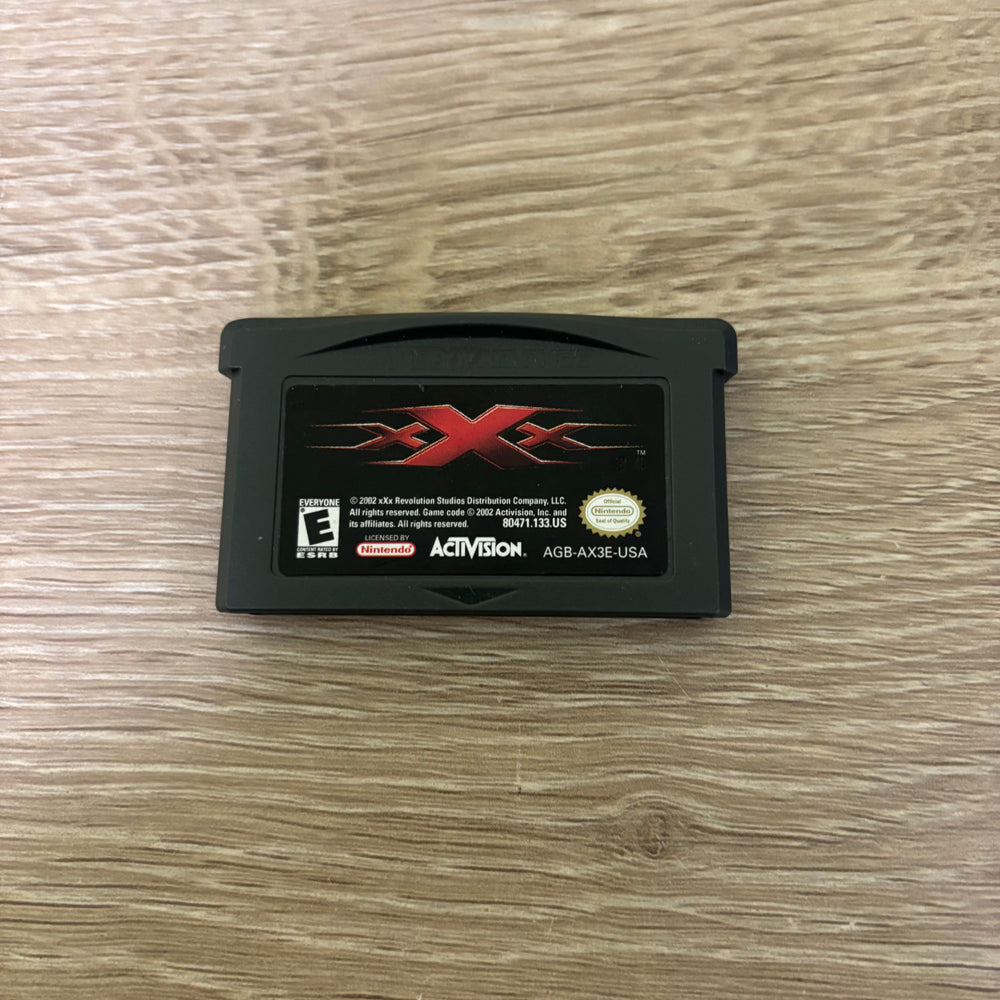 xXx
TM
EVERYONE
E
CONTENT RATED BY
ESRB
© 2002 xXx Revolution Studios Distribution Company, LLC.
All rights reserved. Game code © 2002 Activision, Inc. and
its affiliates. All rights reserved.
80471.133.US
LICENSED BY
Nintendo
ACTIVISION®
AGB-AX3E-USA
Official
Nintendo
Seal of Quality